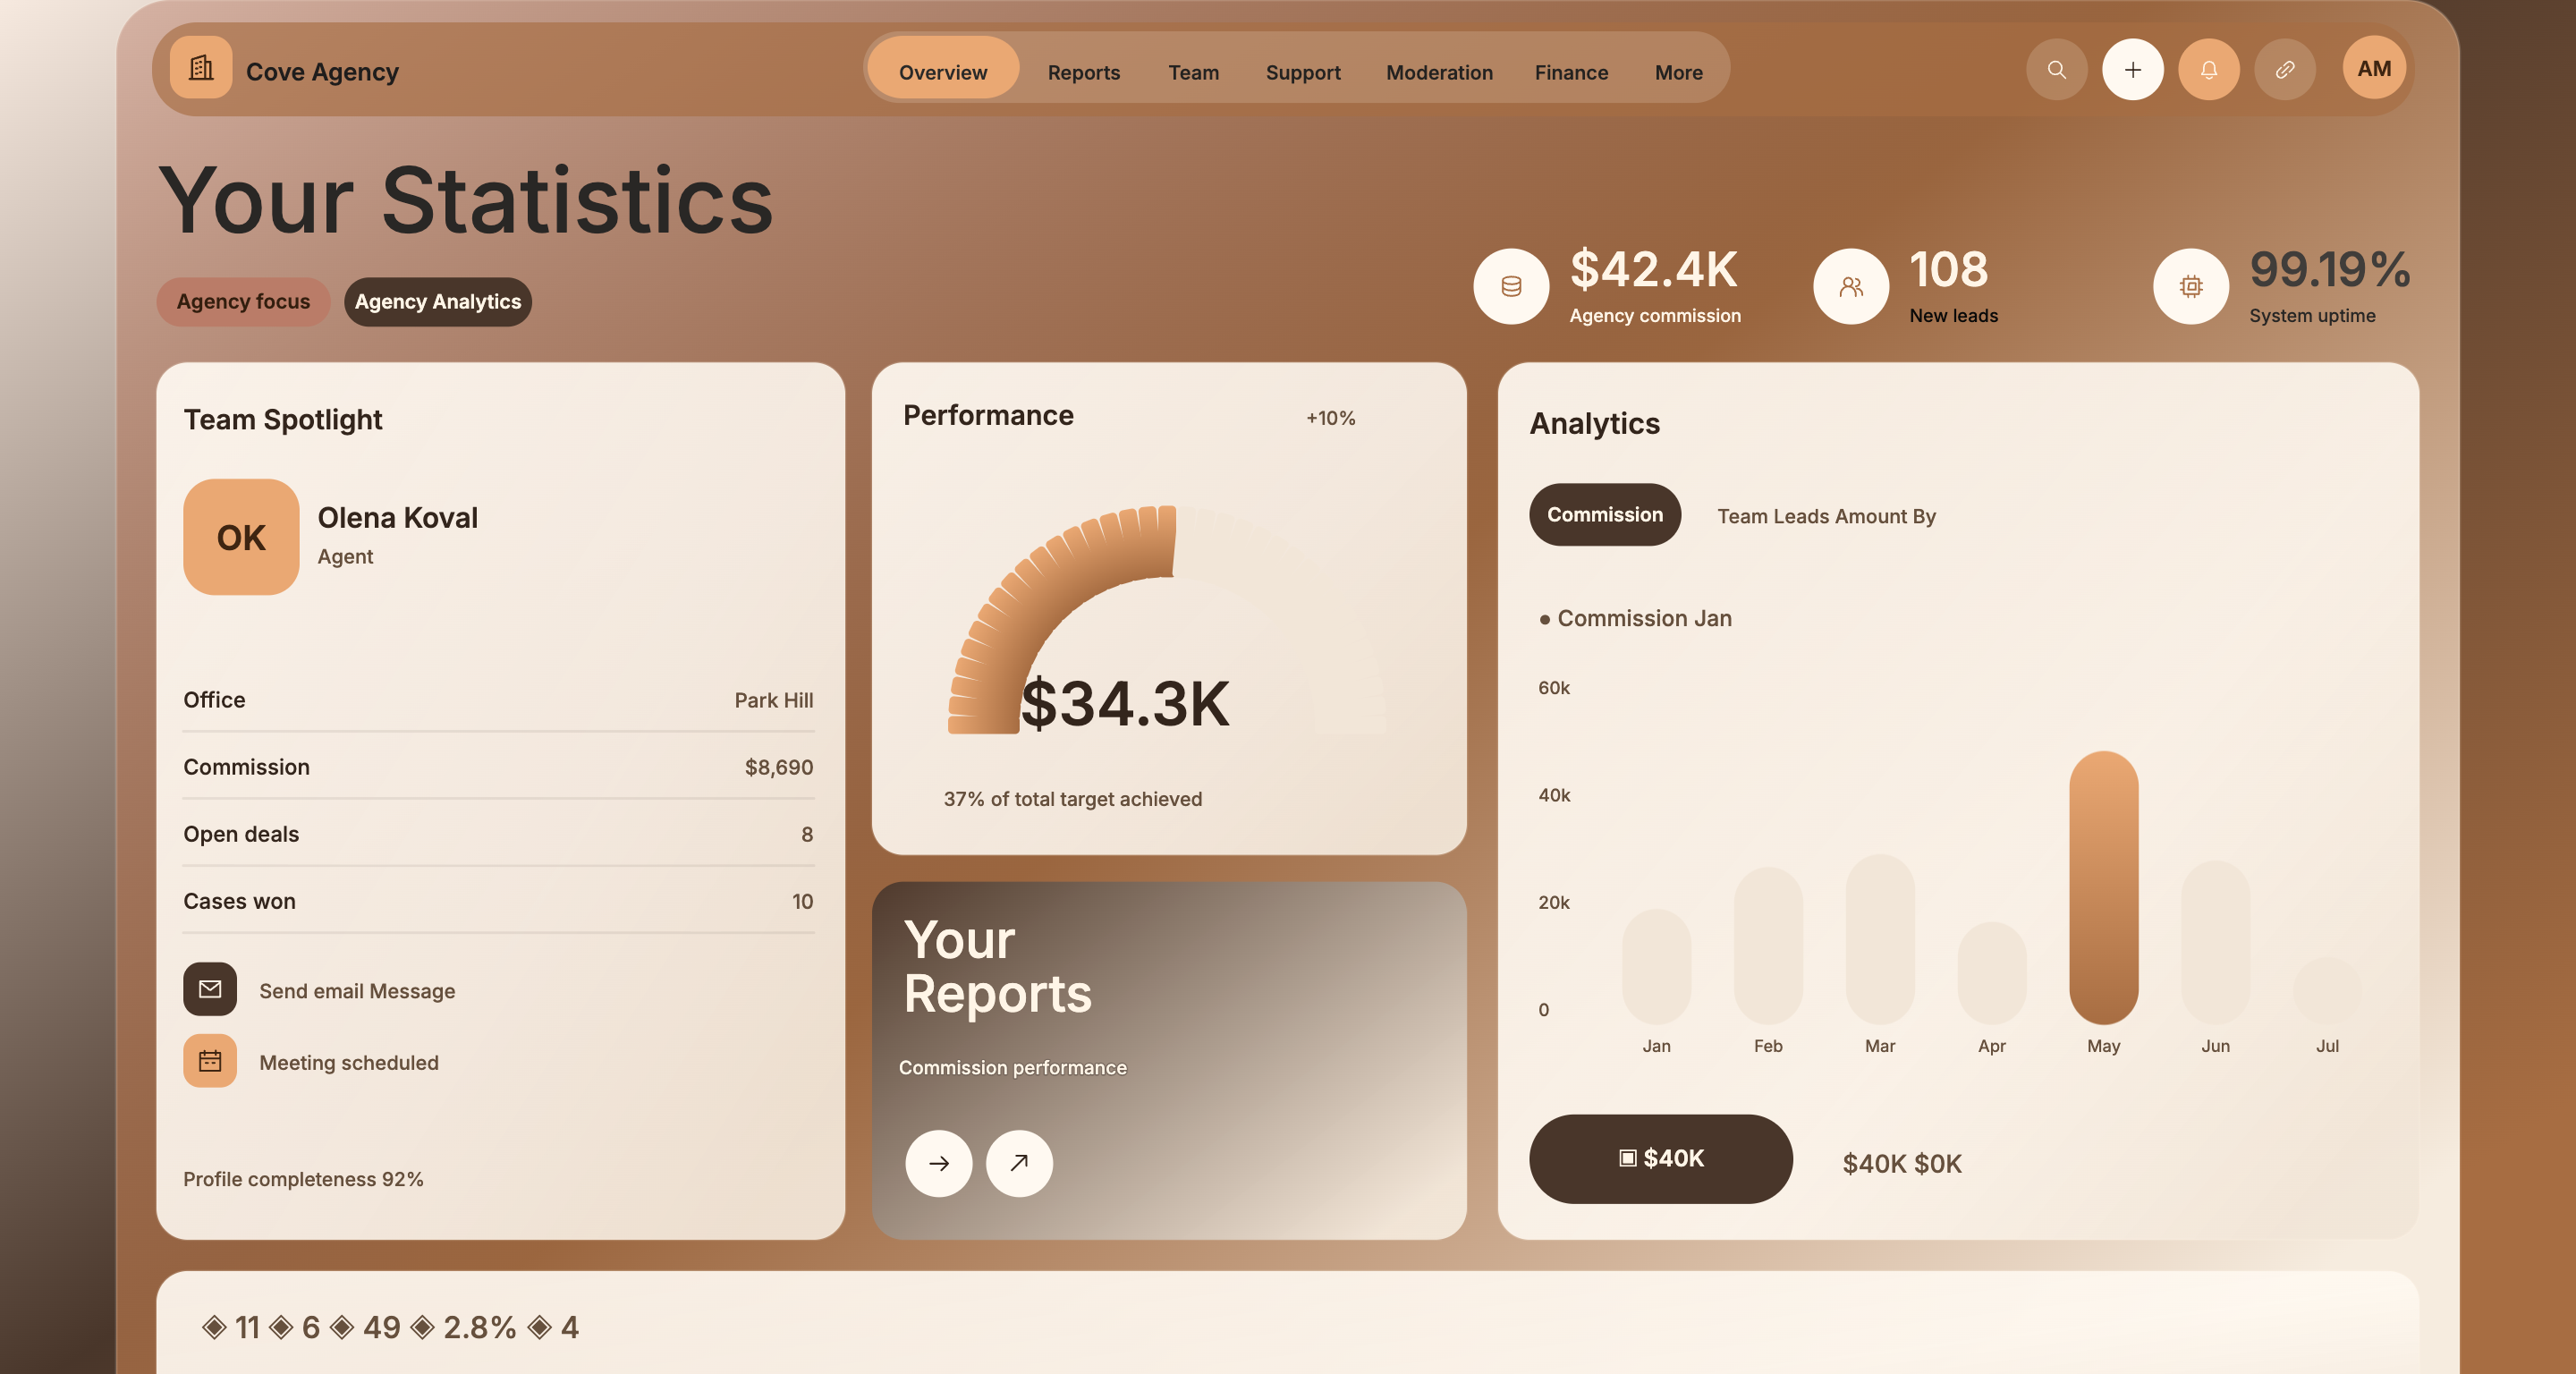 Cove Agency
Overview Reports Team Support Moderation Finance More
AM
Your Statistics
Agency focus Agency Analytics
$42.4K
Agency commission
108
New leads
99.19%
System uptime
Team Spotlight
OK
Olena Koval
Agent
Office Park Hill
Commission $8,690
Open deals 8
Cases won 10
Send email Message
Meeting scheduled
Profile completeness 92%
Performance +10%
$34.3K
37% of total target achieved
Your
Reports
Commission performance
Analytics
Commission Team Leads Amount By
● Commission Jan
60k
40k
20k
0
Jan Feb Mar Apr May Jun Jul
▣ $40K $40K $0K
◈ 11 ◈ 6 ◈ 49 ◈ 2.8% ◈ 4